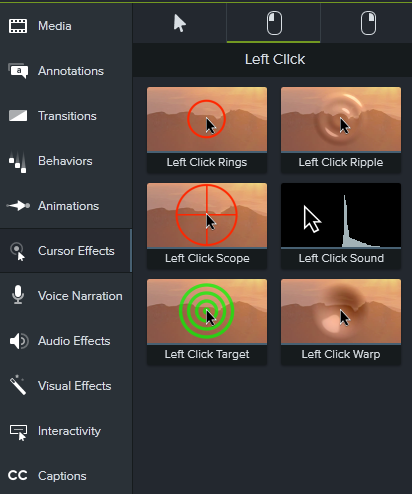 Media
a Annotations
Transitions
Behaviors
Animations
Cursor Effects
Voice Narration
Audio Effects
Visual Effects
Interactivity
CC Captions
Left Click
Left Click Rings
Left Click Ripple
Left Click Scope
Left Click Sound
Left Click Target
Left Click Warp